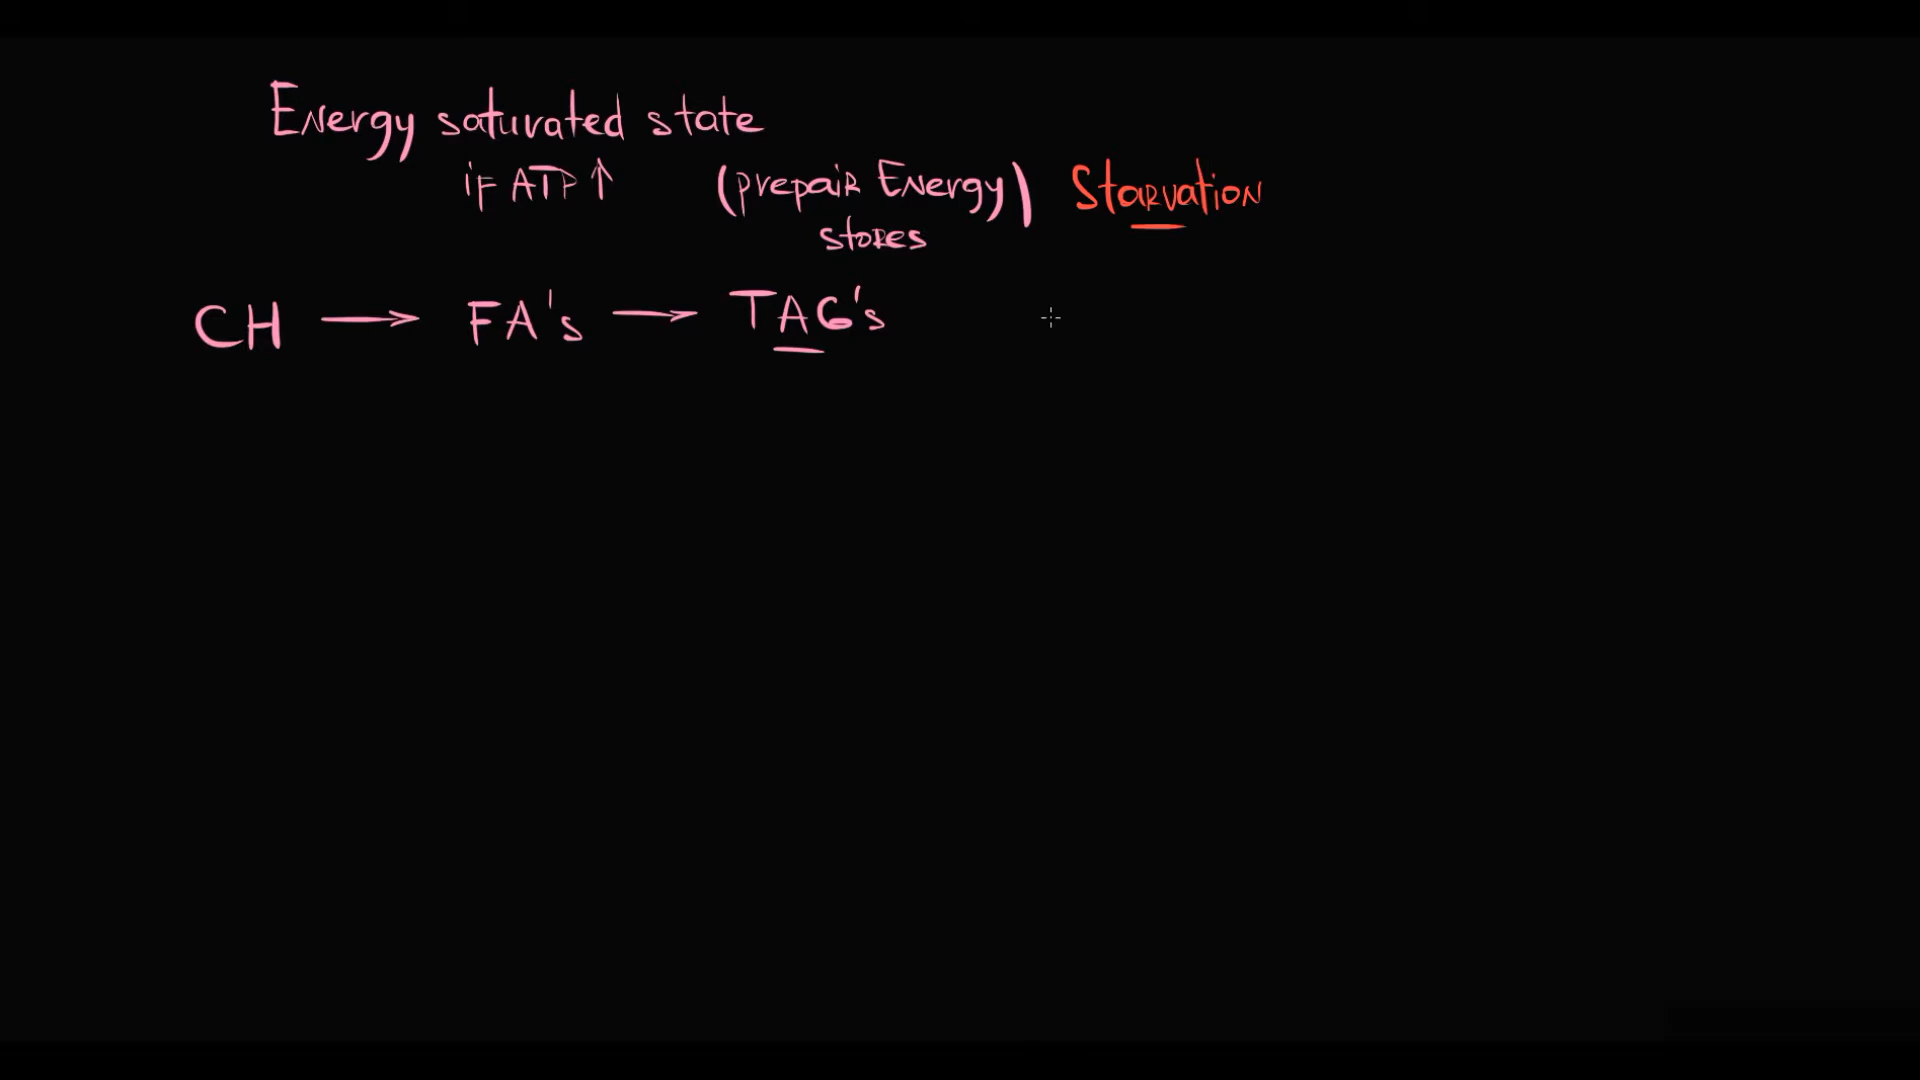 Energy saturated state
if ATP ↑ (prepair Energy) Starvation
stores
CH → FA's → TAG's